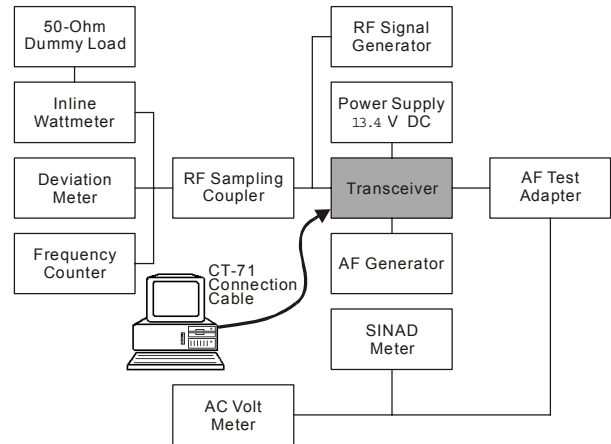 50-Ohm
Dummy Load
RF Signal
Generator
Inline
Wattmeter
Power Supply
13.4 V DC
Deviation
Meter
RF Sampling
Coupler
Transceiver
AF Test
Adapter
Frequency
Counter
CT-71
Connection
Cable
AF Generator
SINAD
Meter
AC Volt
Meter